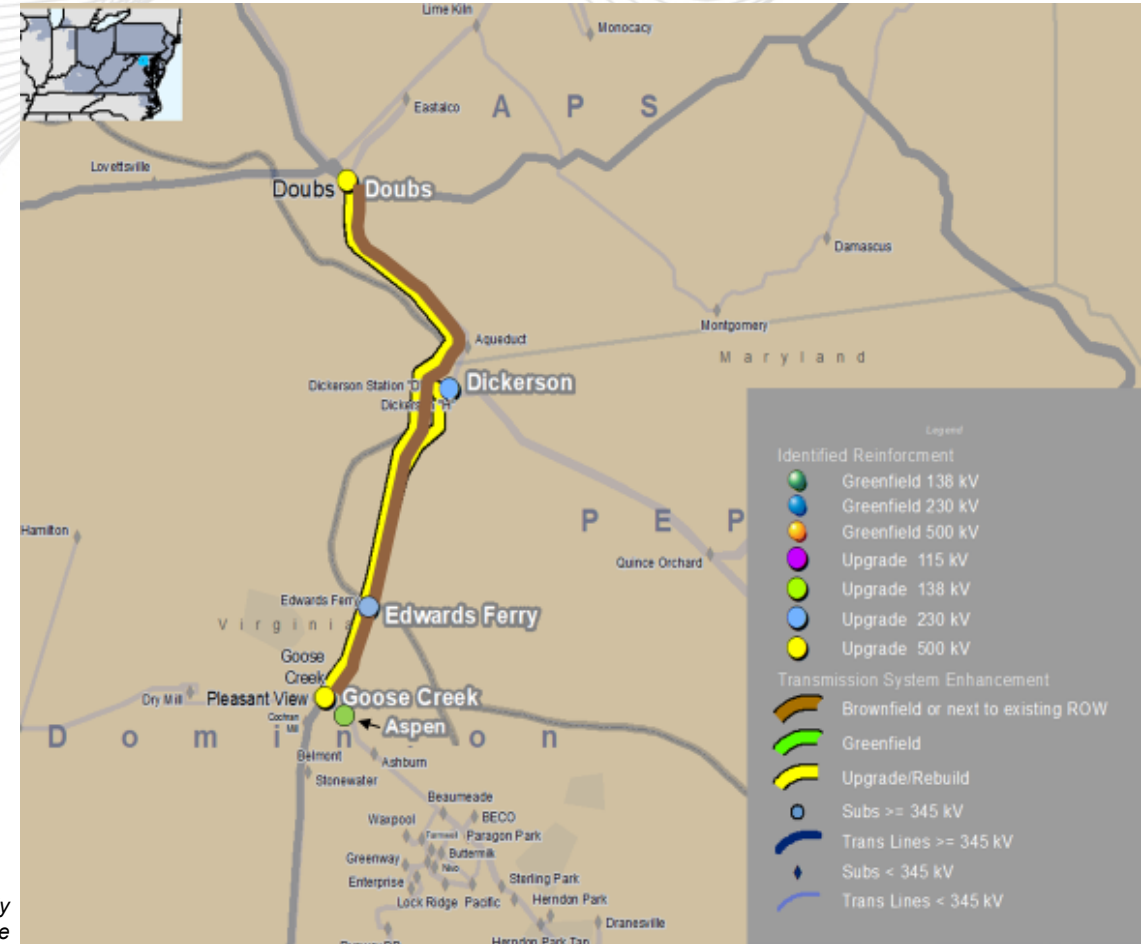 Lime Kiln
Monocacy
Eastalco
A P S
Lovettsville
Doubs Doubs
Damascus
Montgomery
Aqueduct
Maryland
Dickerson Station "D"
Dickerson
Hamilton
P E P
Quince Orchard
Edwards Ferry
Edwards Ferry
Virginia
Goose
Creek
Dry Mill
Pleasant View
Goose Creek
Cochran
Mill
Aspen
Dominion
Belmont
Ashburn
Stonewater
Beaumeade
Waxpool
BECO
Paragon Park
Buttermilk
Greenway
Nivo
Enterprise
Sterling Park
Lock Ridge
Pacific
Herndon Park
Dranesville
Herndon Park Tap
Legend
Identified Reinforcment
Greenfield 138 kV
Greenfield 230 kV
Greenfield 500 kV
Upgrade 115 kV
Upgrade 138 kV
Upgrade 230 kV
Upgrade 500 kV
Transmission System Enhancement
Brownfield or next to existing ROW
Greenfield
Upgrade/Rebuild
Subs >= 345 kV
Trans Lines >= 345 kV
Subs < 345 kV
Trans Lines < 345 kV
y
e